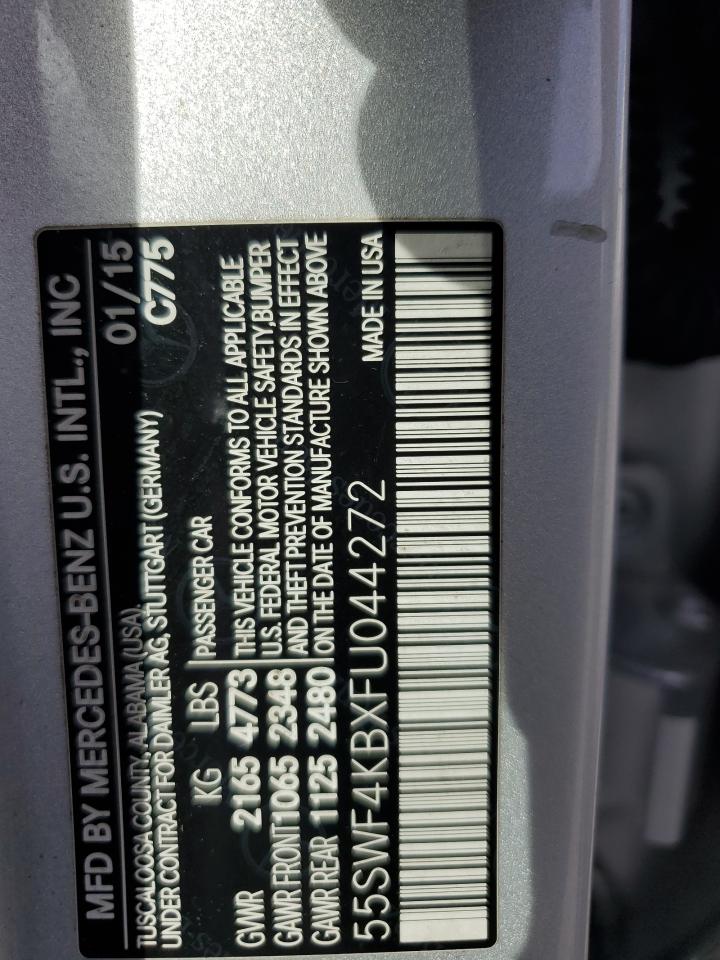 MFD BY MERCEDES-BENZ U.S. INTL., INC
TUSCALOOSA COUNTY, ALABAMA (USA), 01/15
UNDER CONTRACT FOR DAIMLER AG, STUTTGART (GERMANY) C775
KG LBS PASSENGER CAR
GVWR 2165 4773 THIS VEHICLE CONFORMS TO ALL APPLICABLE
U.S. FEDERAL MOTOR VEHICLE SAFETY,BUMPER
GAWR FRONT1065 2348 AND THEFT PREVENTION STANDARDS IN EFFECT
GAWR REAR 1125 2480 ON THE DATE OF MANUFACTURE SHOWN ABOVE
55SWF4KBXFU044272 MADE IN USA